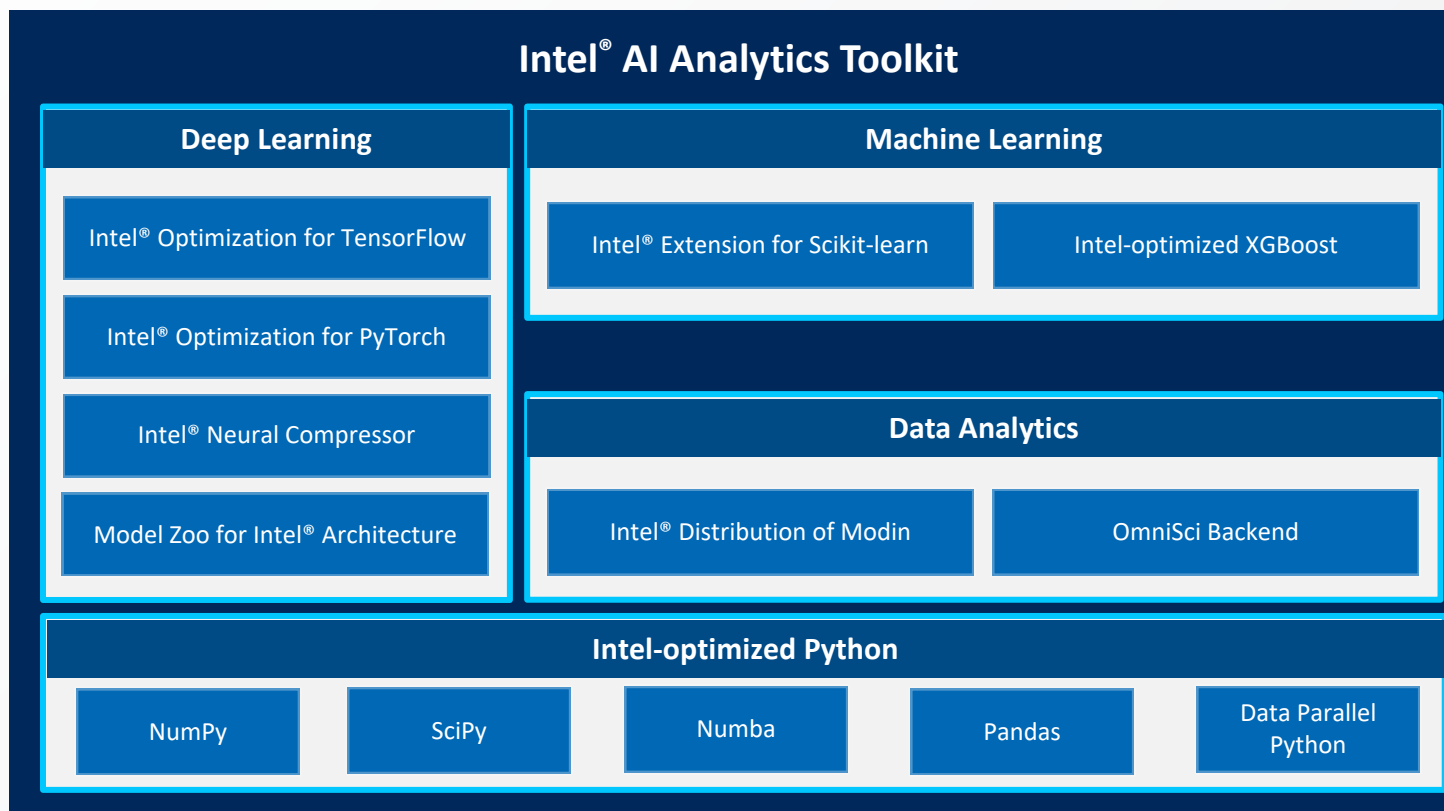 Intel® AI Analytics Toolkit
Deep Learning
Intel® Optimization for TensorFlow
Intel® Optimization for PyTorch
Intel® Neural Compressor
Model Zoo for Intel® Architecture
Machine Learning
Intel® Extension for Scikit-learn
Intel-optimized XGBoost
Data Analytics
Intel® Distribution of Modin
OmniSci Backend
Intel-optimized Python
NumPy
SciPy
Numba
Pandas
Data Parallel
Python